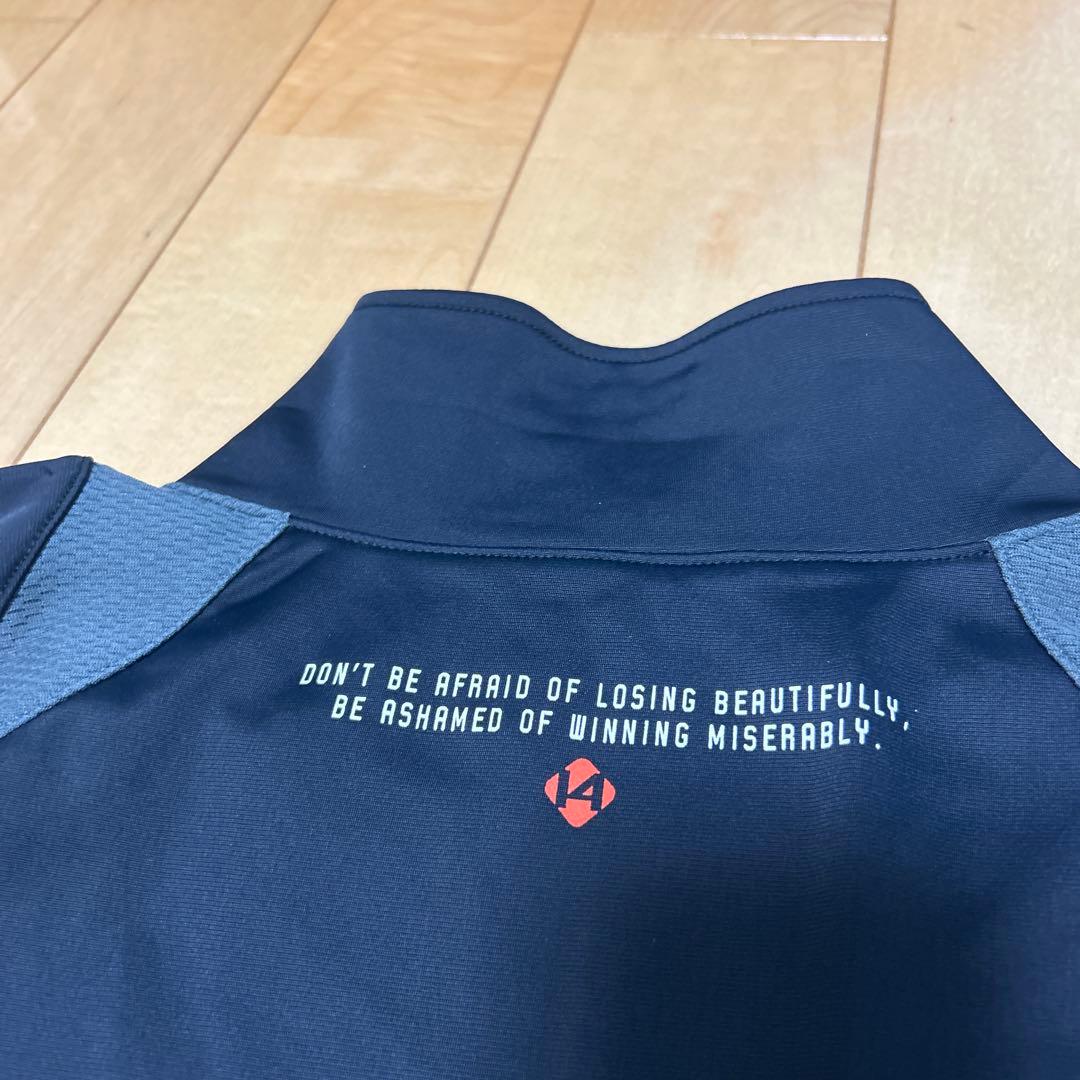 DON'T BE AFRAID OF LOSING BEAUTIFULLY,
BE ASHAMED OF WINNING MISERABLY.
14